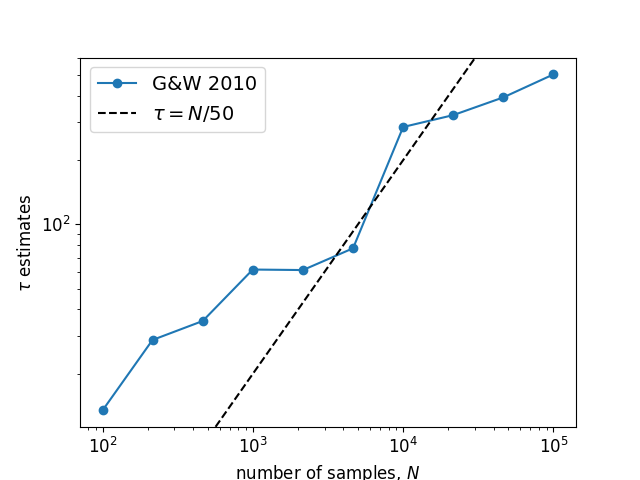 G&W 2010
τ = N/50
τ estimates
10²
10² 10³ 10⁴ 10⁵
number of samples, N